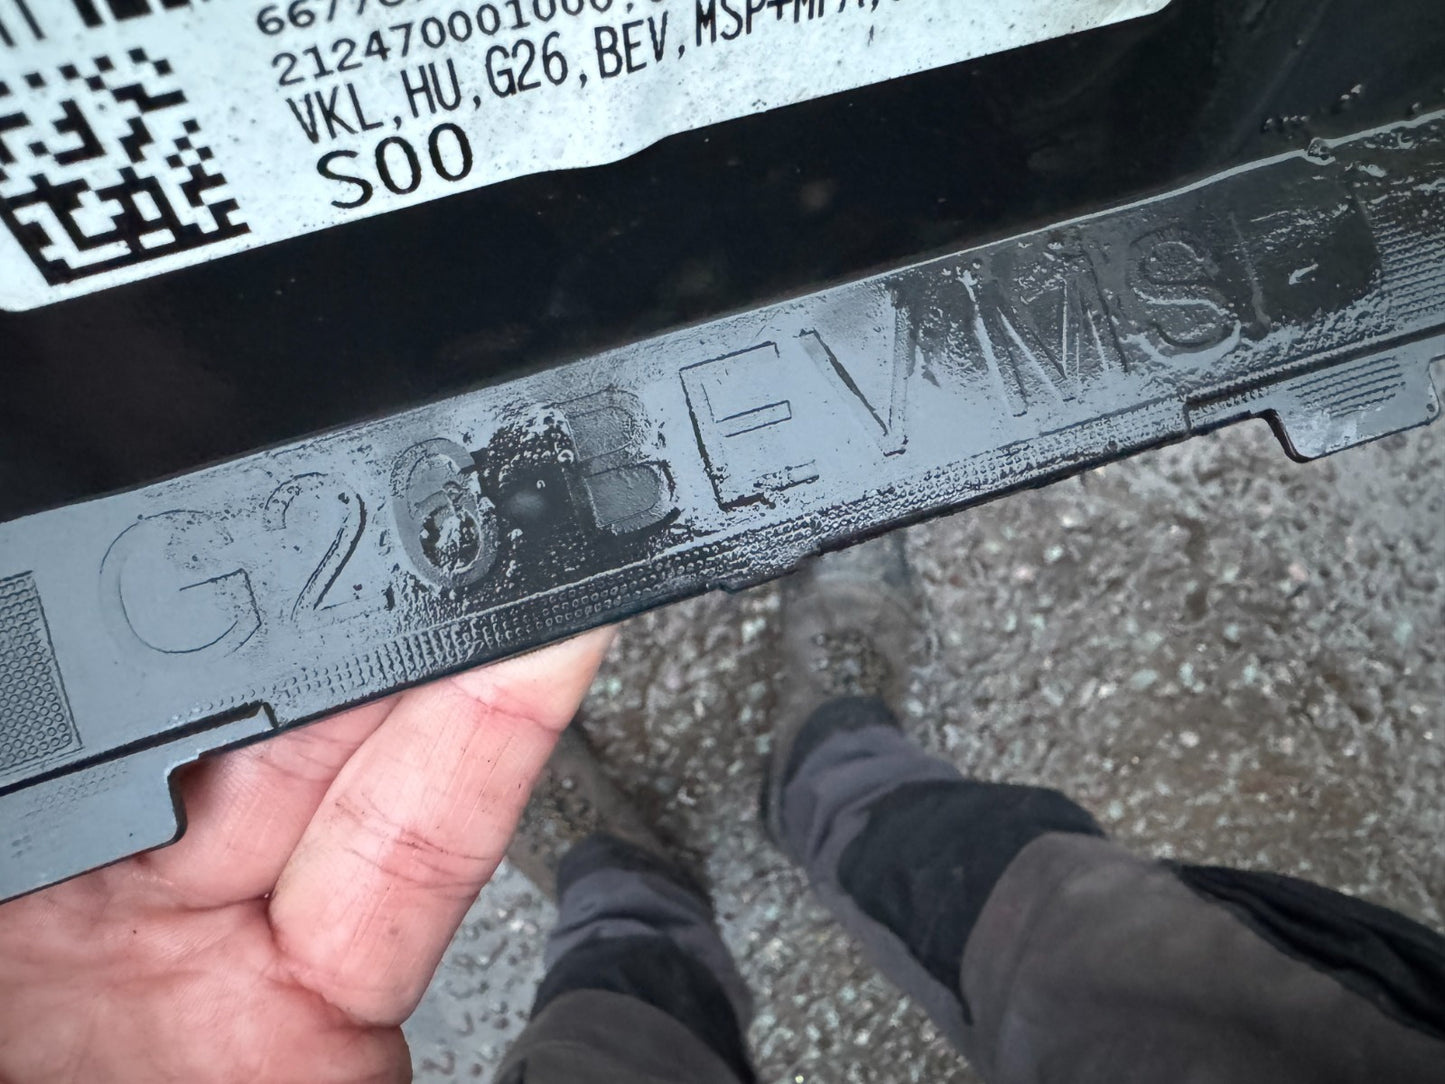 212470001000
VKL,HU,G26,BEV,MSP+MPA,
S00
G26 BEV MSP